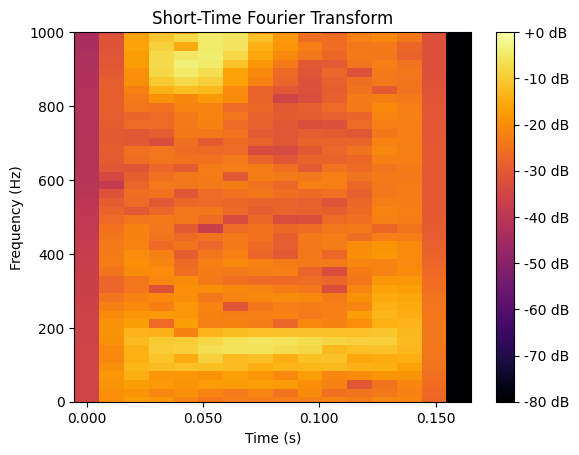 Short-Time Fourier Transform
1000
800
600
400
200
0
Frequency (Hz)
0.000
0.050
0.100
0.150
Time (s)
+0 dB
-10 dB
-20 dB
-30 dB
-40 dB
-50 dB
-60 dB
-70 dB
-80 dB